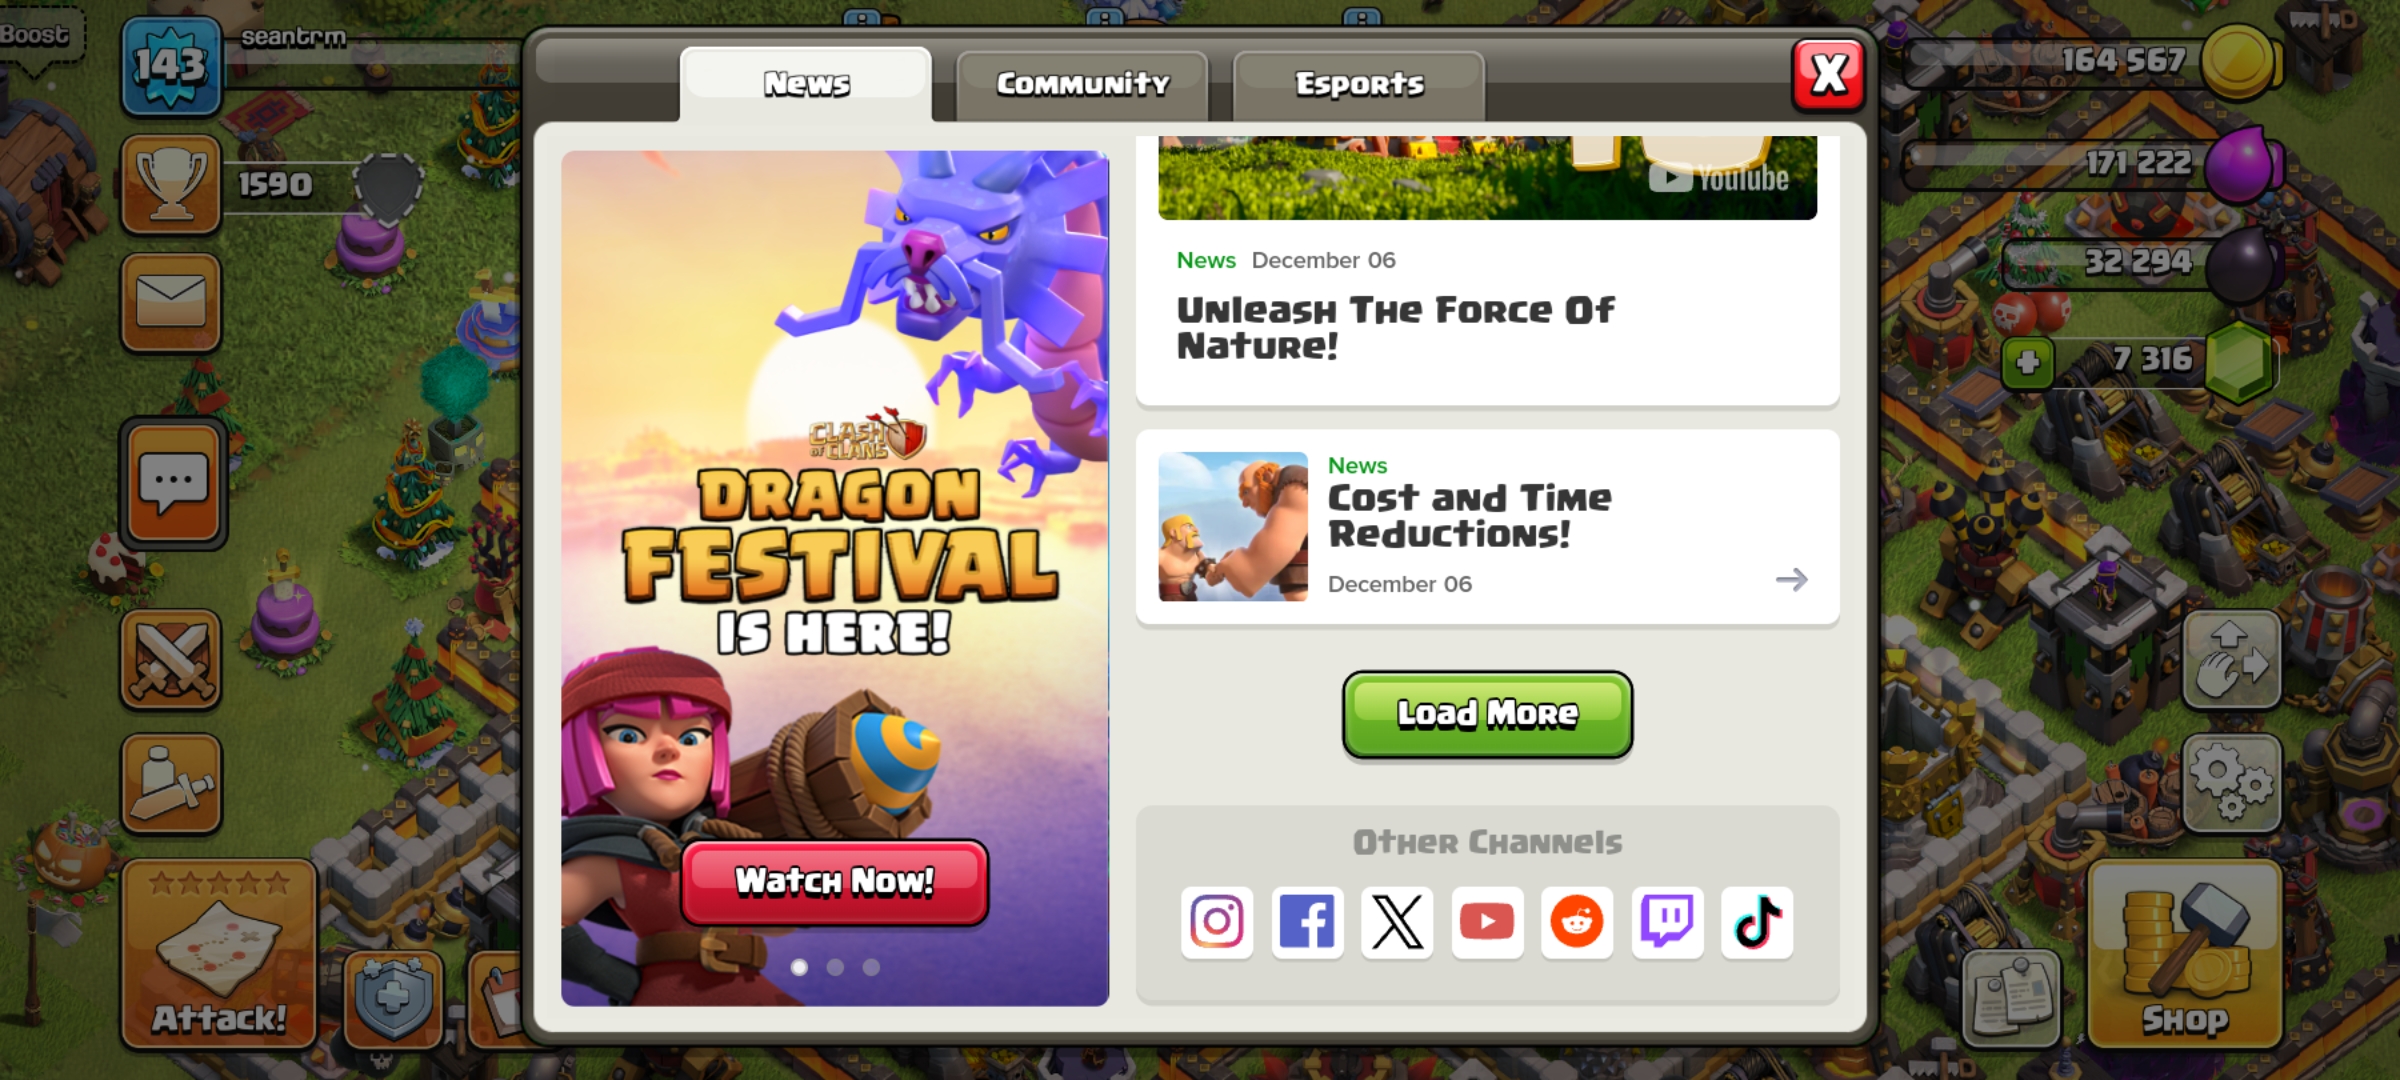 Boost
143
seantrm
1590
Attack!
News
Community
Esports
X
CLASH
OF CLANS
DRAGON
FESTIVAL
IS HERE!
Watch Now!
YouTube
News December 06
Unleash The Force Of
Nature!
News
Cost and Time
Reductions!
December 06
Load More
Other Channels
164 567
171 222
32 294
7 316
Shop